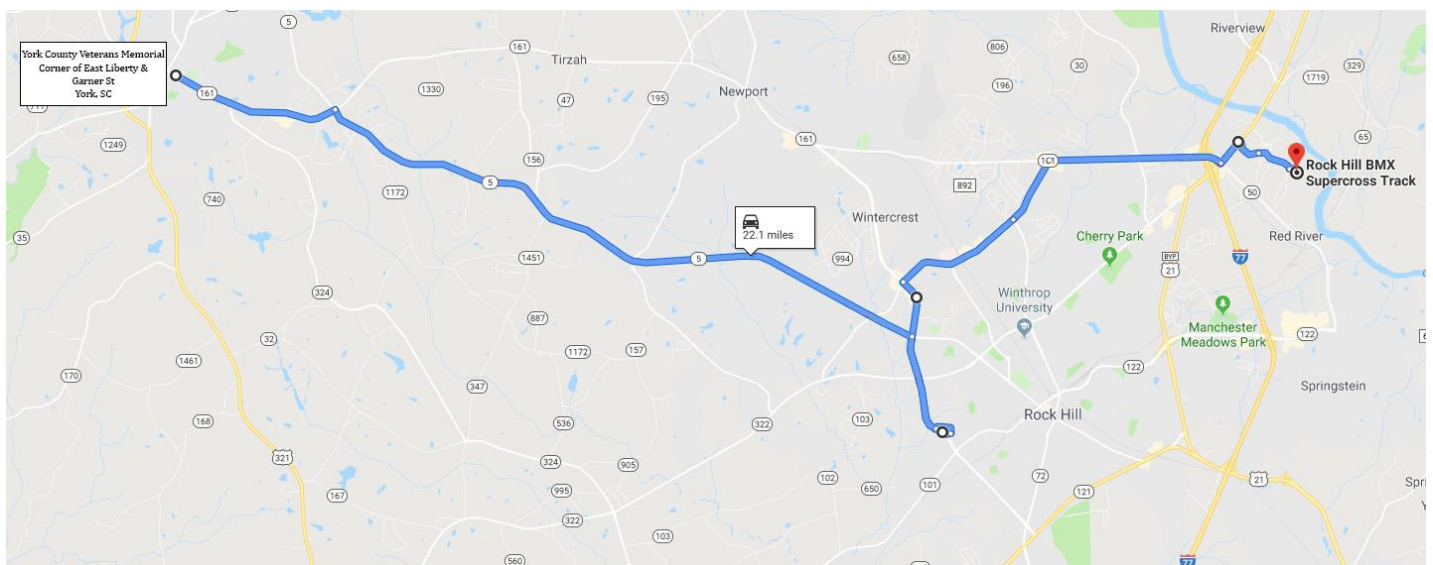 York County Veterans Memorial
Corner of East Liberty &
Garner St
York, SC
5
161
Tirzah
1330
47
195
Newport
658
806
196
30
Riverview
329
1719
65
161
161
1249
740
35
1172
156
5
892
101
Rock Hill BMX
Supercross Track
50
Red River
Wintercrest
Cherry Park
BYP
21
77
22.1 miles
5
994
1451
324
Winthrop
University
Manchester
Meadows Park
122
32
887
1461
1172
157
122
170
347
Springstein
168
536
322
103
Rock Hill
321
324
905
995
102
650
101
72
167
121
21
322
103
560
77